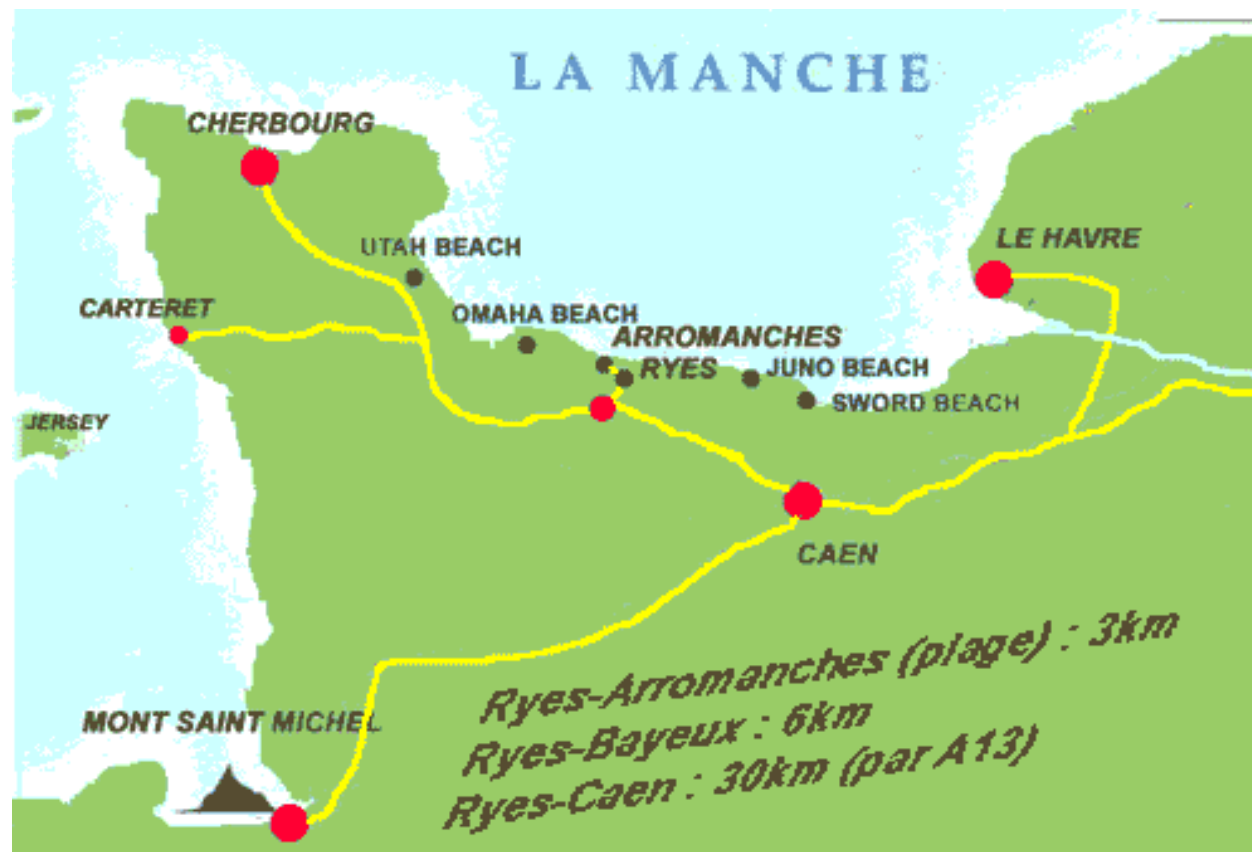 LA MANCHE
CHERBOURG
UTAH BEACH
LE HAVRE
CARTERET
OMAHA BEACH
ARROMANCHES
RYES
JUNO BEACH
SWORD BEACH
JERSEY
CAEN
Ryes-Arromanches (plage) : 3km
MONT SAINT MICHEL
Ryes-Bayeux : 6km
Ryes-Caen : 30km (par A13)